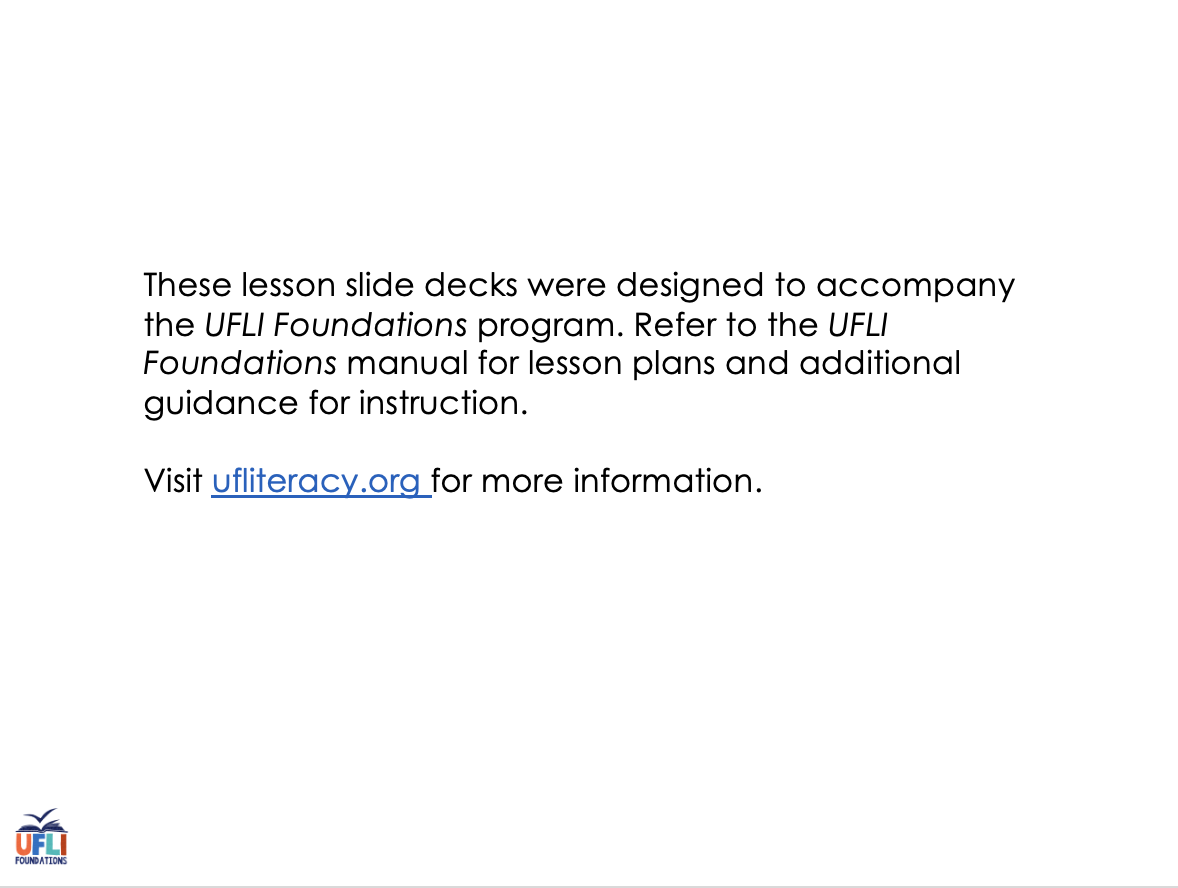 These lesson slide decks were designed to accompany
the UFLI Foundations program. Refer to the UFLI
Foundations manual for lesson plans and additional
guidance for instruction.
Visit ufliteracy.org for more information.
UFLI
FOUNDATIONS